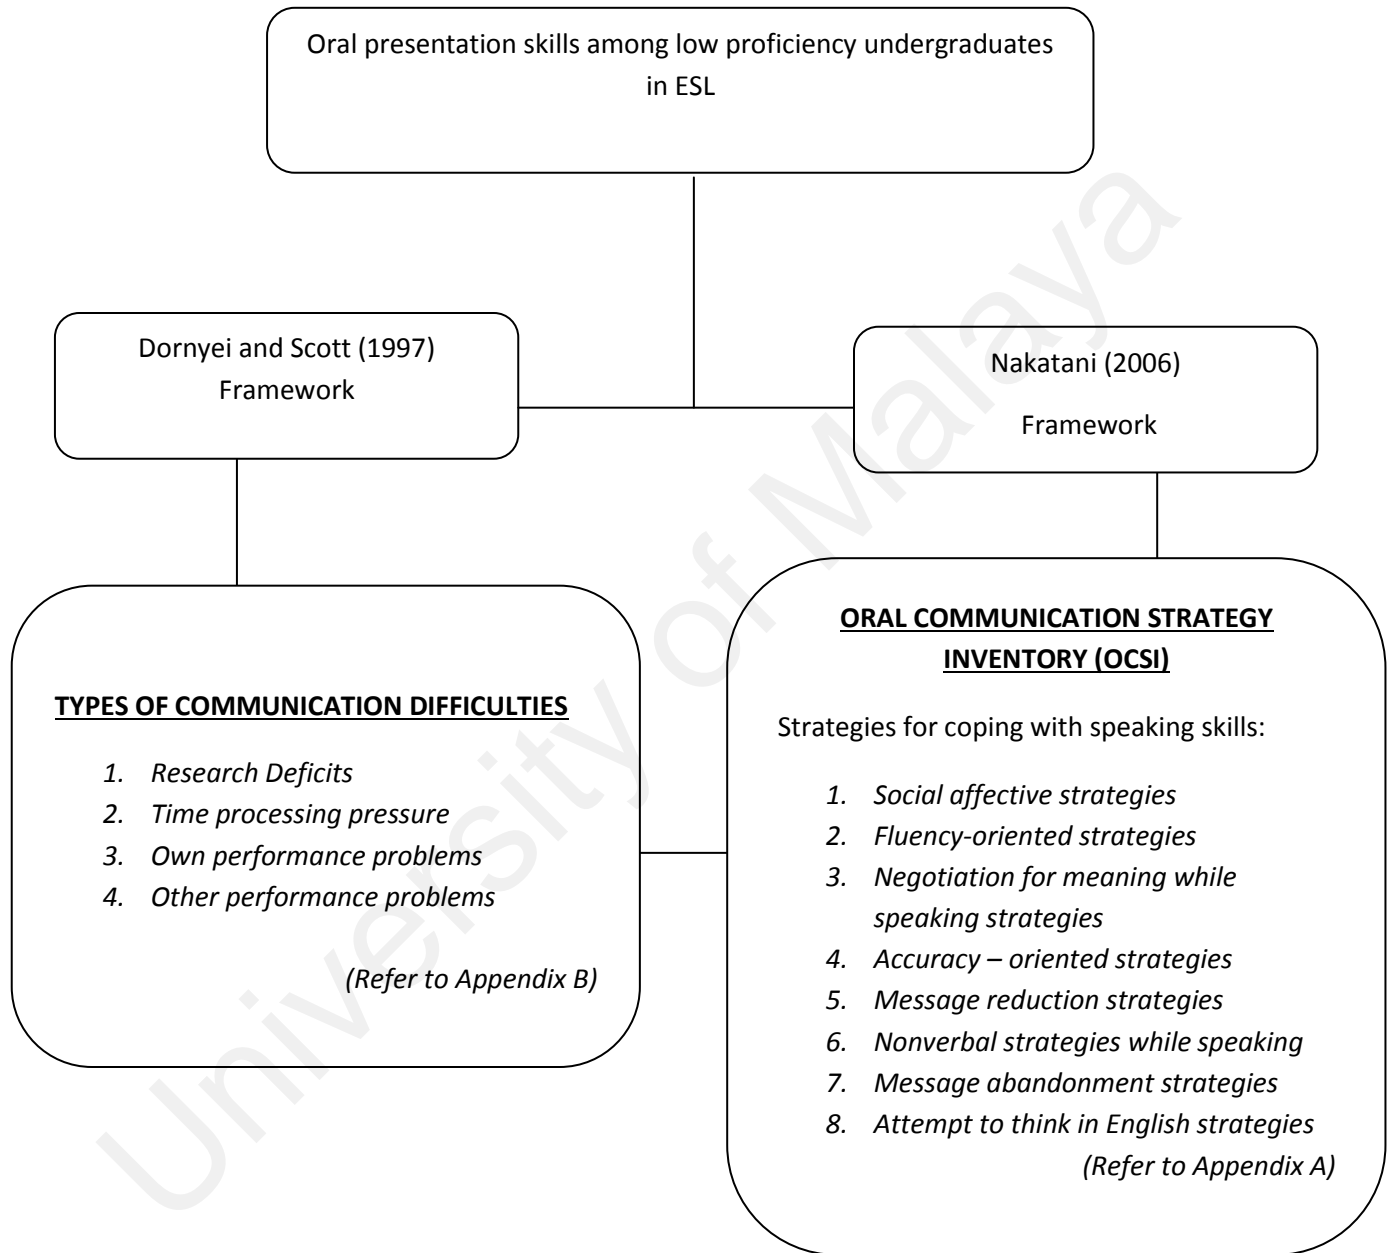 Oral presentation skills among low proficiency undergraduates
in ESL
Dornyei and Scott (1997)
Framework
Nakatani (2006)
Framework
TYPES OF COMMUNICATION DIFFICULTIES
1. Research Deficits
2. Time processing pressure
3. Own performance problems
4. Other performance problems
(Refer to Appendix B)
ORAL COMMUNICATION STRATEGY
INVENTORY (OCSI)
Strategies for coping with speaking skills:
1. Social affective strategies
2. Fluency-oriented strategies
3. Negotiation for meaning while
speaking strategies
4. Accuracy – oriented strategies
5. Message reduction strategies
6. Nonverbal strategies while speaking
7. Message abandonment strategies
8. Attempt to think in English strategies
(Refer to Appendix A)
University of Malaya